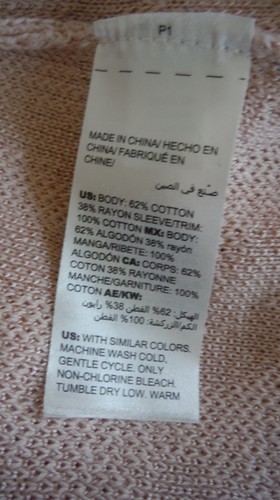 P1
MADE IN CHINA/ HECHO EN
CHINA/ FABRIQUÉ EN
CHINE/
صنع في الصين
US: BODY: 62% COTTON
38% RAYON SLEEVE/TRIM:
100% COTTON MX: BODY:
62% ALGODÓN 38% rayón
MANGA/RIBETE: 100%
ALGODÓN CA: CORPS: 62%
COTON 38% RAYONNE
MANCHE/GARNITURE: 100%
COTON AE/KW:
الهيكل: 62% القطن 38% رايون
الكم/الزركشة: 100% القطن
US: WITH SIMILAR COLORS.
MACHINE WASH COLD,
GENTLE CYCLE. ONLY
NON-CHLORINE BLEACH.
TUMBLE DRY LOW. WARM